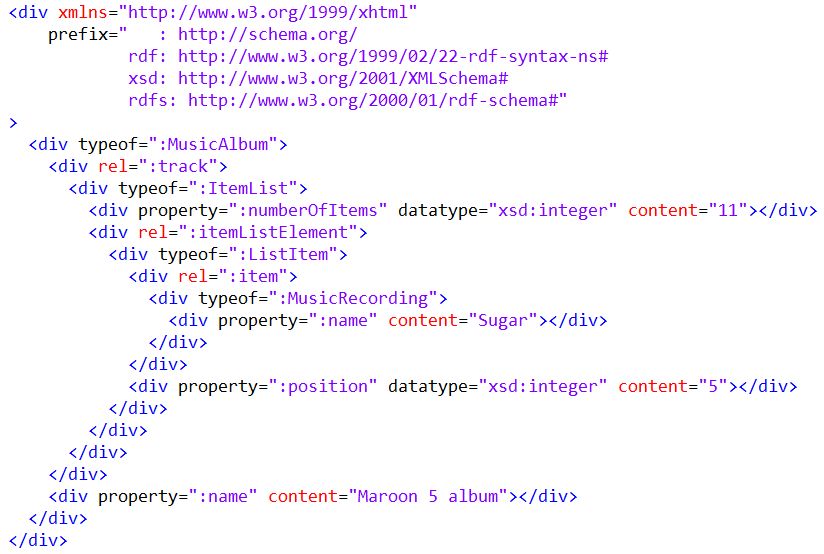 <div xmlns="http://www.w3.org/1999/xhtml"
    prefix="   : http://schema.org/
            rdf: http://www.w3.org/1999/02/22-rdf-syntax-ns#
            xsd: http://www.w3.org/2001/XMLSchema#
            rdfs: http://www.w3.org/2000/01/rdf-schema#"
>
  <div typeof=":MusicAlbum">
    <div rel=":track">
      <div typeof=":ItemList">
        <div property=":numberOfItems" datatype="xsd:integer" content="11"></div>
        <div rel=":itemListElement">
          <div typeof=":ListItem">
            <div rel=":item">
              <div typeof=":MusicRecording">
                <div property=":name" content="Sugar"></div>
              </div>
            </div>
            <div property=":position" datatype="xsd:integer" content="5"></div>
          </div>
        </div>
      </div>
    </div>
    <div property=":name" content="Maroon 5 album"></div>
  </div>
</div>